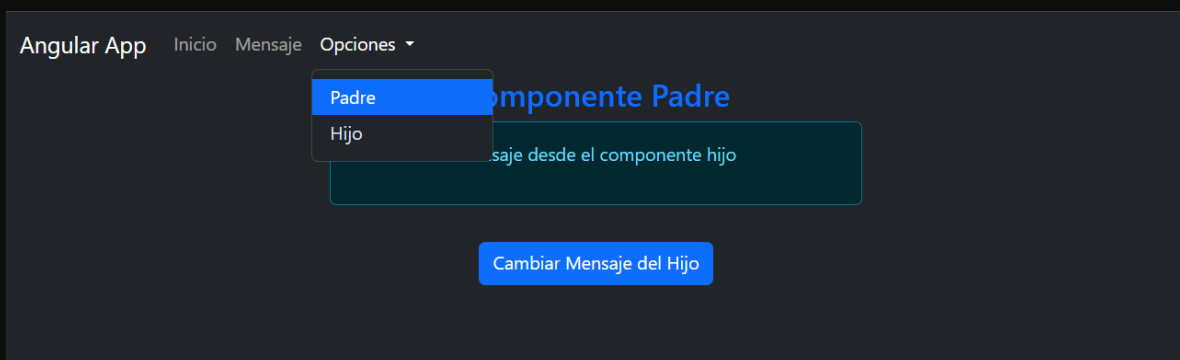 Angular App Inicio Mensaje Opciones
Padre
Hijo
omponente Padre
saje desde el componente hijo
Cambiar Mensaje del Hijo